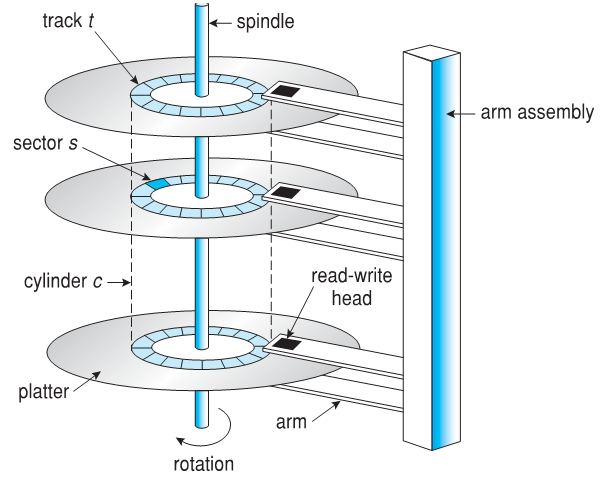 track t
spindle
arm assembly
sector s
cylinder c
read-write
head
platter
arm
rotation